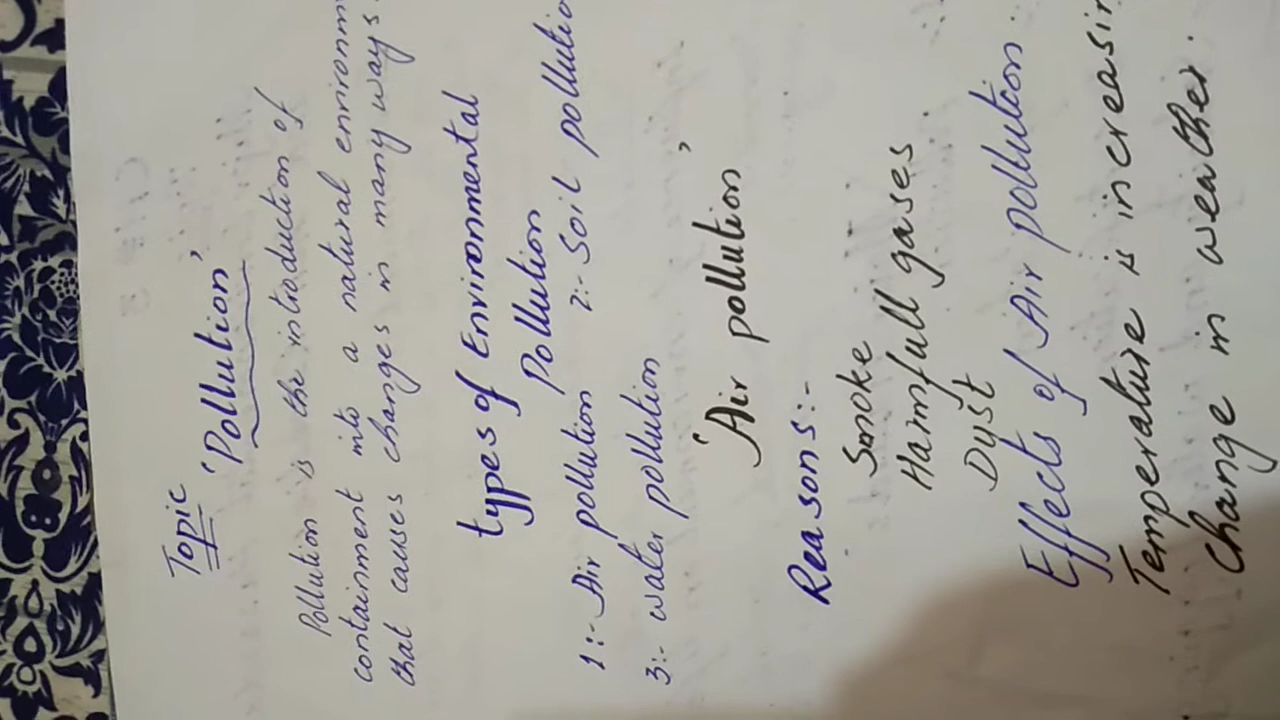 Topic
'Pollution'
Pollution is the introduction of
containment into a natural environm
that causes changes in many ways.
types of Environmental
Pollution
1:- Air pollution 2:- Soil pollutio
3:- water pollution
'Air pollution'
Reasons:-
Smoke
Harmfull gases
Dust
Effects of Air pollution:
Temperature is increasin
Change in weather.